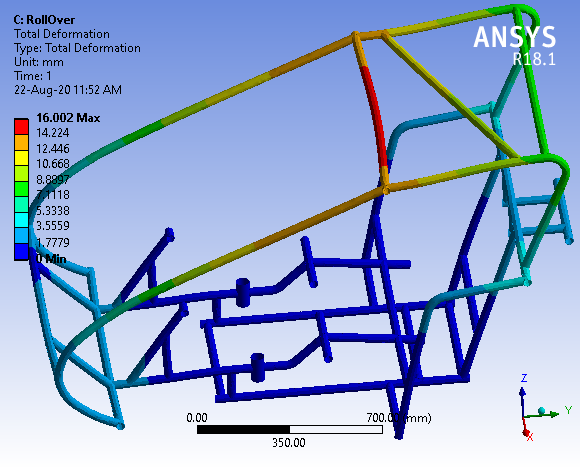 C: RollOver
Total Deformation
Type: Total Deformation
Unit: mm
Time: 1
22-Aug-20 11:52 AM
ANSYS
R18.1
16.002 Max
14.224
12.446
10.668
8.8897
7.1118
5.3338
3.5559
1.7779
0 Min
0.00
700.0 (mm)
350.00
Z
Y
X